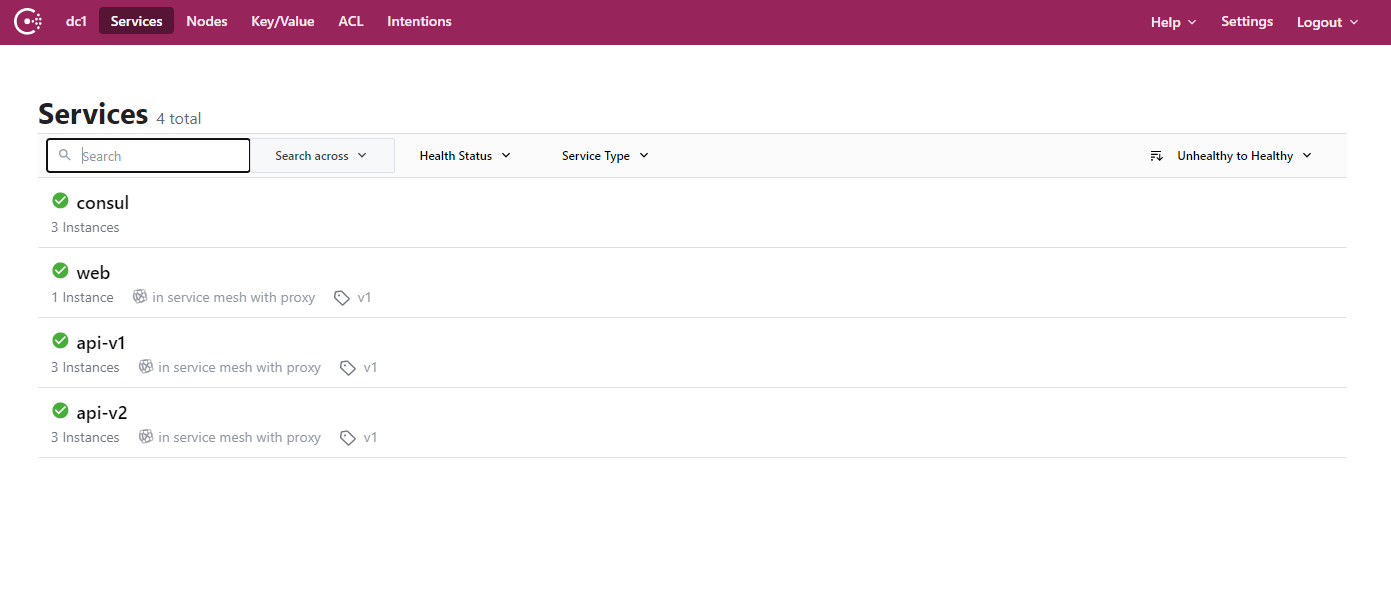 dc1 Services Nodes Key/Value ACL Intentions Help Settings Logout
Services 4 total
Search Search across Health Status Service Type Unhealthy to Healthy
consul
3 Instances
web
1 Instance in service mesh with proxy v1
api-v1
3 Instances in service mesh with proxy v1
api-v2
3 Instances in service mesh with proxy v1